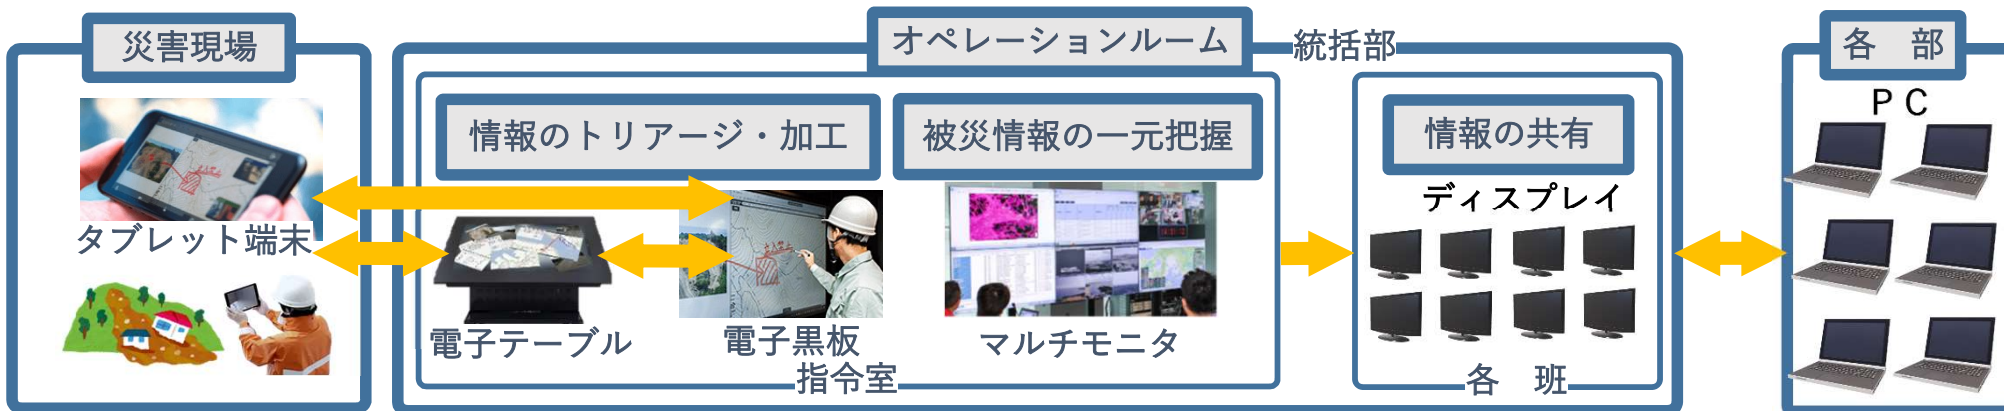 災害現場
タブレット端末
オペレーションルーム
統括部
情報のトリアージ・加工
被災情報の一元把握
電子テーブル
電子黒板
マルチモニタ
指令室
情報の共有
ディスプレイ
各　班
各　部
ＰＣ